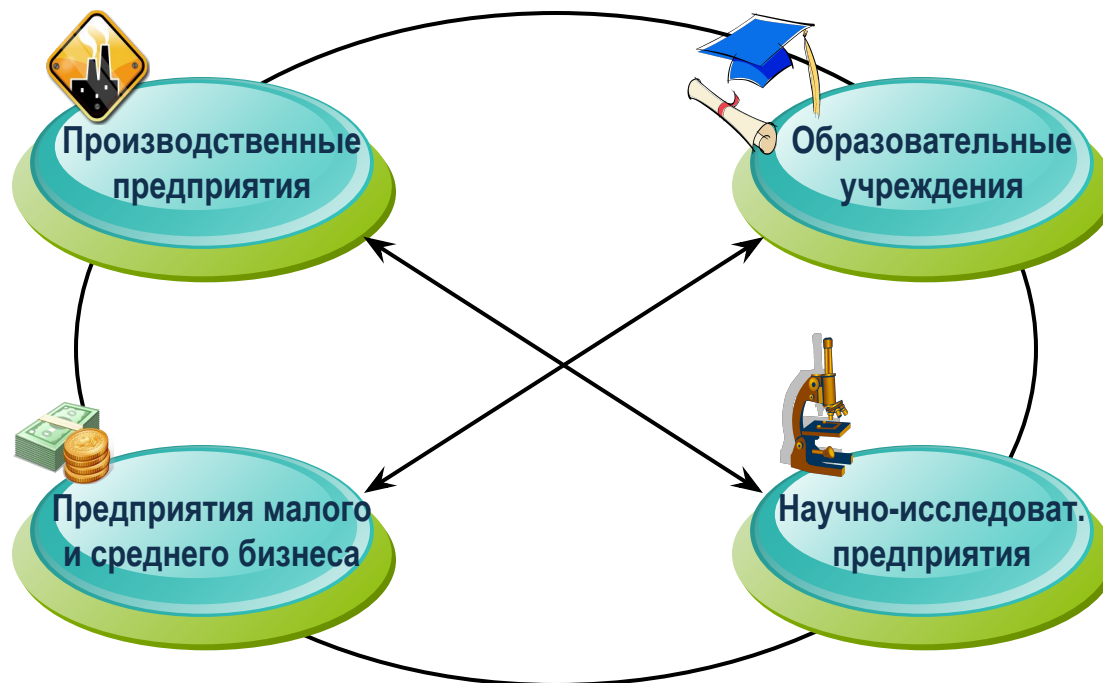 Производственные
предприятия
Образовательные
учреждения
Предприятия малого
и среднего бизнеса
Научно-исследоват.
предприятия